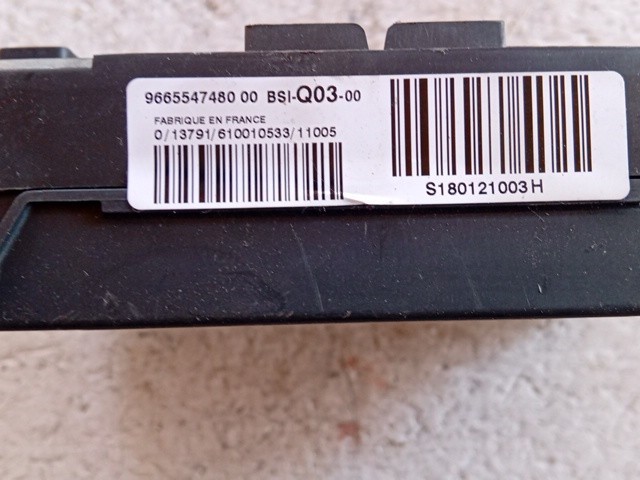 9665547480 00 BSI-Q03-00
FABRIQUE EN FRANCE
0/13791/610010533/11005
S180121003H